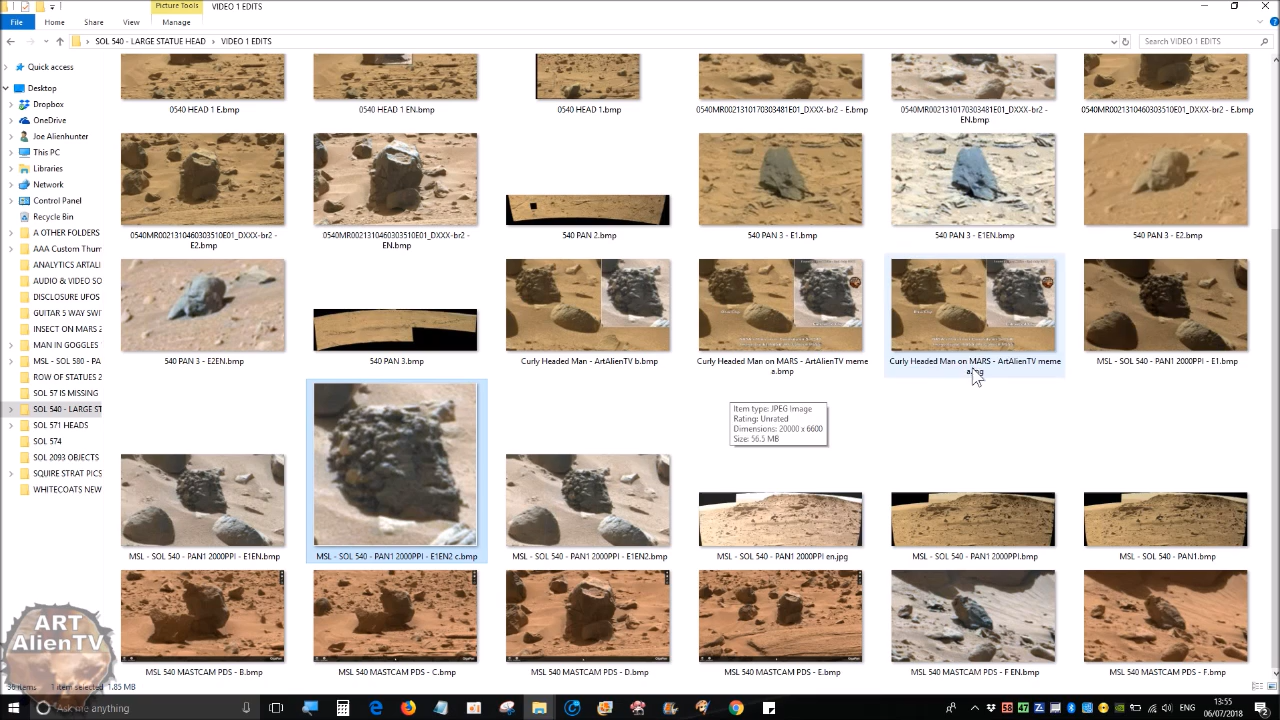 Picture Tools VIDEO 1 EDITS
File Home Share View Manage
SOL 540 - LARGE STATUE HEAD VIDEO 1 EDITS Search VIDEO 1 EDITS
Quick access
Desktop
Dropbox
OneDrive
Joe Alienhunter
This PC
Libraries
Network
Control Panel
Recycle Bin
A OTHER FOLDERS
AAA Custom Thum
ANALYTICS ARTALI
AUDIO & VIDEO SO
DISCLOSURE UFOS
GUITAR 5 WAY SWI
INSECT ON MARS 2
MAN IN GOGGLES
MSL - SOL 580 - PA
ROW OF STATUES 2
SOL 57 IS MISSING
SOL 540 - LARGE ST
SOL 571 HEADS
SOL 574
SOL 2093 OBJECTS
SQUIRE STRAT PICS
WHITECOATS NEW
0540 HEAD 1 E.bmp
0540 HEAD 1 EN.bmp
0540 HEAD 1.bmp
0540MR0021310170303481E01_DXXX-br2 - E.bmp
0540MR0021310170303481E01_DXXX-br2 -
EN.bmp
0540MR0021310460303510E01_DXXX-br2 - E.bmp
0540MR0021310460303510E01_DXXX-br2 -
E2.bmp
0540MR0021310460303510E01_DXXX-br2 -
EN.bmp
540 PAN 2.bmp
540 PAN 3 - E1.bmp
540 PAN 3 - E1EN.bmp
540 PAN 3 - E2.bmp
540 PAN 3 - E2EN.bmp
540 PAN 3.bmp
Curly Headed Man - ArtAlienTV b.bmp
Curly Headed Man on MARS - ArtAlienTV meme
a.bmp
Curly Headed Man on MARS - ArtAlienTV meme
MSL - SOL 540 - PAN1 2000PPI - E1.bmp
Item type: JPEG Image
Rating: Unrated
Dimensions: 20000 x 6600
Size: 56.5 MB
MSL - SOL 540 - PAN1 2000PPI - E1EN.bmp
MSL - SOL 540 - PAN1 2000PPI - E1EN2 c.bmp
MSL - SOL 540 - PAN1 2000PPI - E1EN2.bmp
MSL - SOL 540 - PAN1 2000PPI en.jpg
MSL - SOL 540 - PAN1 2000PPI.bmp
MSL - SOL 540 - PAN1.bmp
MSL 540 MASTCAM PDS - B.bmp
MSL 540 MASTCAM PDS - C.bmp
MSL 540 MASTCAM PDS - D.bmp
MSL 540 MASTCAM PDS - E.bmp
MSL 540 MASTCAM PDS - F EN.bmp
MSL 540 MASTCAM PDS - F.bmp
ART
AlienTV
36 items 1 item selected 1.85 MB
Ask me anything
ENG
13:55
06/07/2018